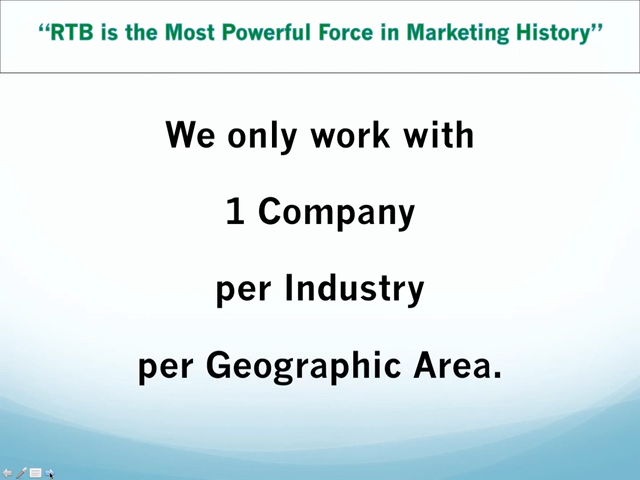 “RTB is the Most Powerful Force in Marketing History”
We only work with
1 Company
per Industry
per Geographic Area.